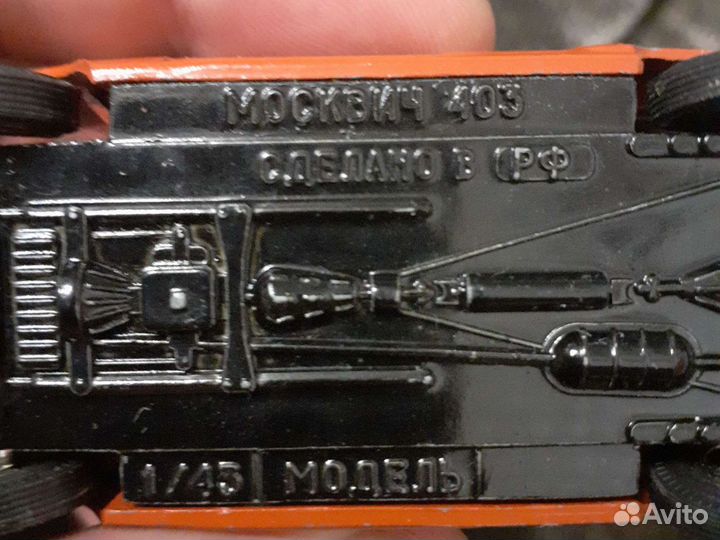 МОСКВИЧ 403
СДЕЛАНО В РФ
1/43 МОДЕЛЬ
Avito